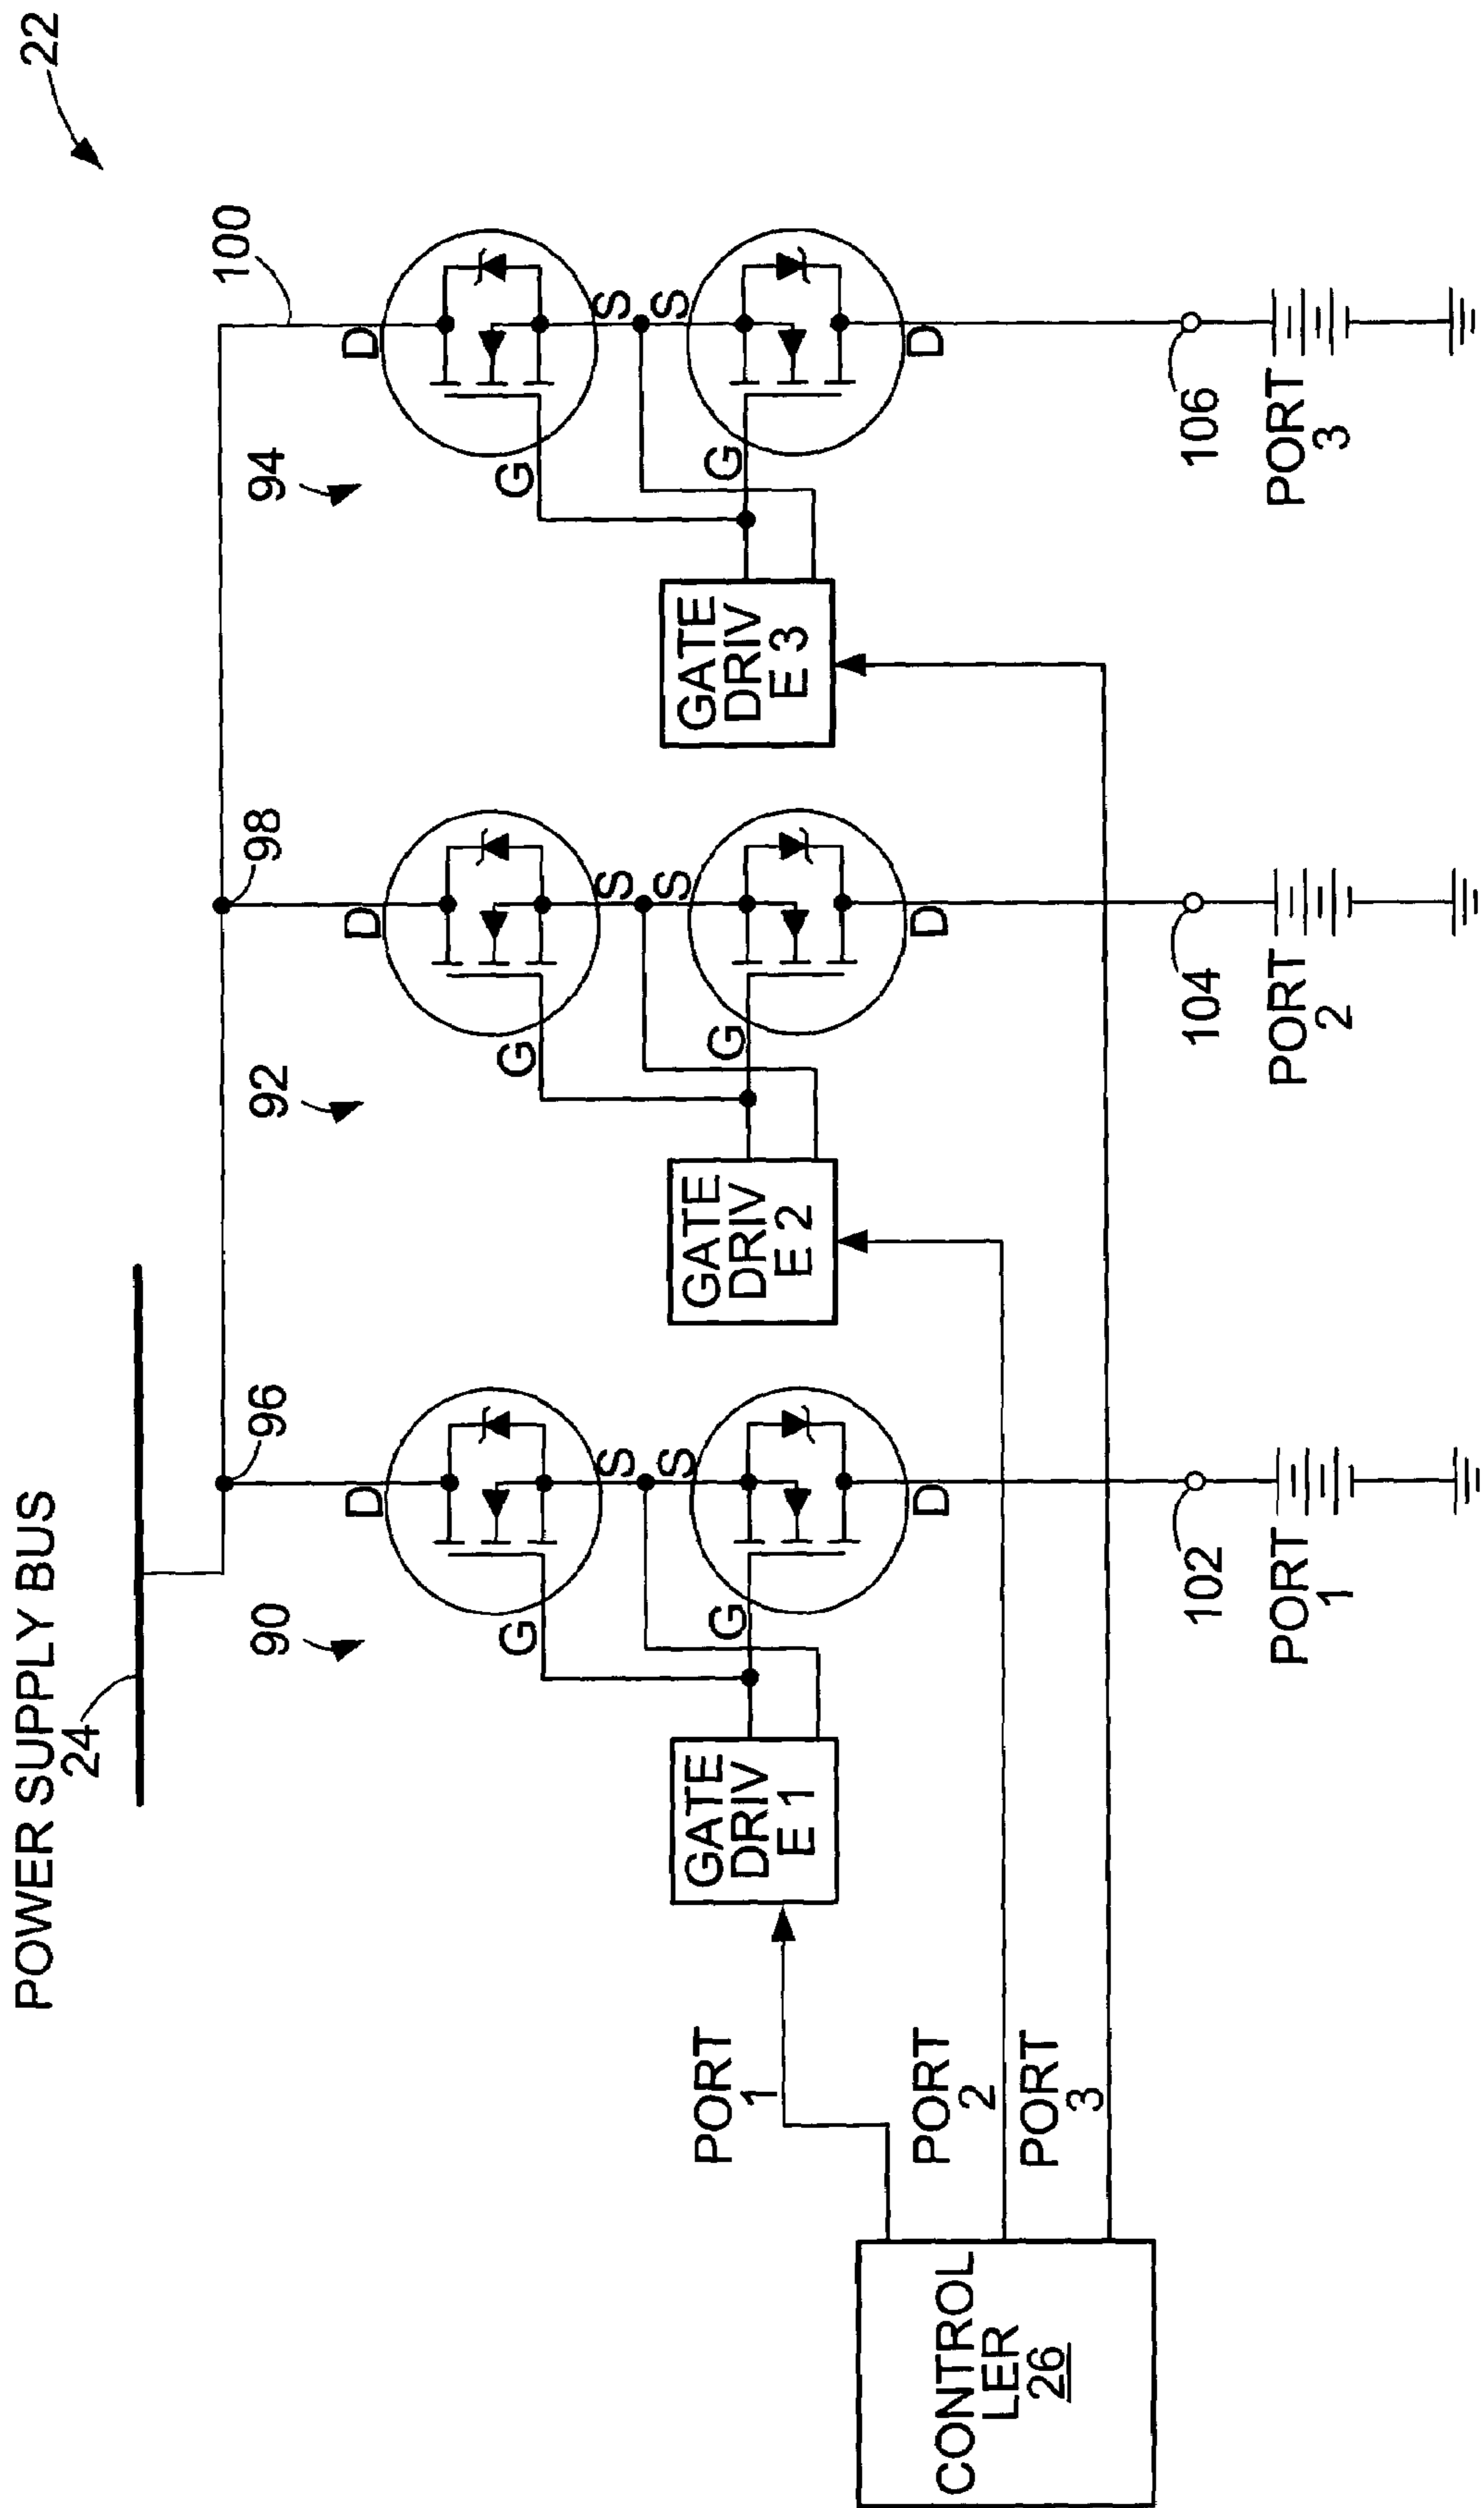 22
POWER SUPPLY BUS
24
96
98
100
90
92
94
D
D
D
G
G
G
S
S
S
S
S
S
G
G
G
GATE
DRIV
E 1
GATE
DRIV
E 2
GATE
DRIV
E 3
D
D
D
PORT
1
PORT
2
PORT
3
CONTROL
LER
26
102
104
106
PORT
1
PORT
2
PORT
3